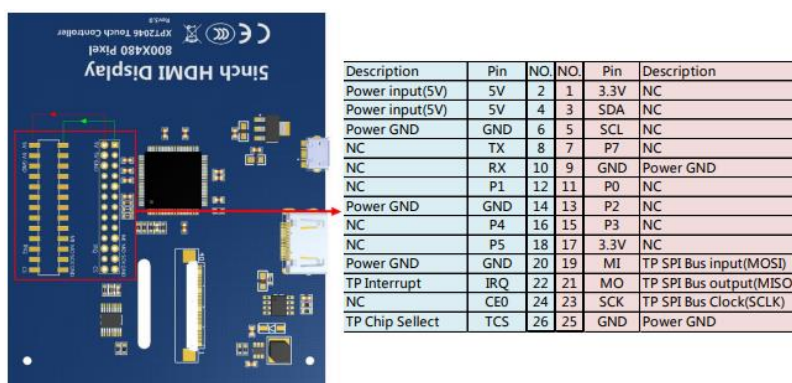 5inch HDMI Display
800X480 Pixel
XPT2046 Touch Controller
Rev3.0
CE CCC
Description Pin NO. NO. Pin Description
Power input(5V) 5V 2 1 3.3V NC
Power input(5V) 5V 4 3 SDA NC
Power GND GND 6 5 SCL NC
NC TX 8 7 P7 NC
NC RX 10 9 GND Power GND
NC P1 12 11 P0 NC
Power GND GND 14 13 P2 NC
NC P4 16 15 P3 NC
NC P5 18 17 3.3V NC
Power GND GND 20 19 MI TP SPI Bus input(MOSI)
TP Interrupt IRQ 22 21 MO TP SPI Bus output(MISO
NC CE0 24 23 SCK TP SPI Bus Clock(SCLK)
TP Chip Sellect TCS 26 25 GND Power GND